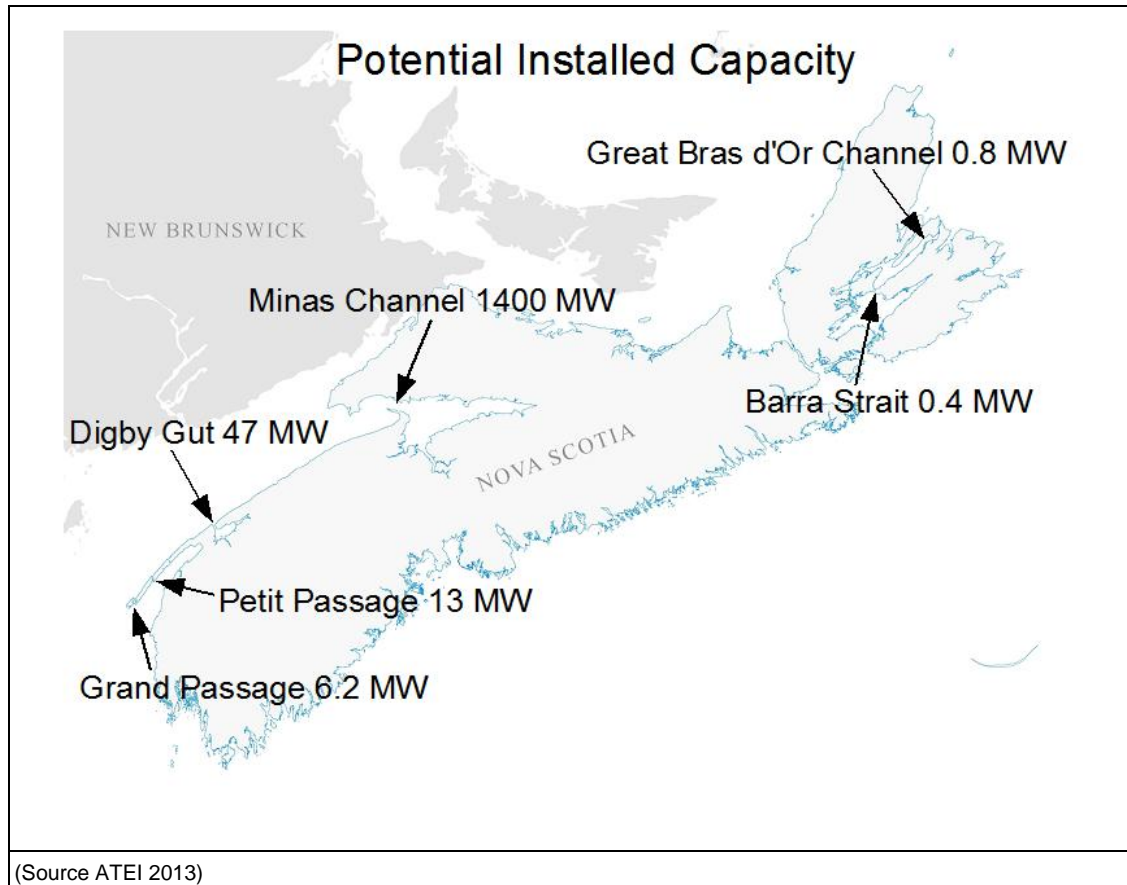 Potential Installed Capacity
Great Bras d'Or Channel 0.8 MW
NEW BRUNSWICK
Minas Channel 1400 MW
Barra Strait 0.4 MW
Digby Gut 47 MW
NOVA SCOTIA
Petit Passage 13 MW
Grand Passage 6.2 MW
(Source ATEI 2013)